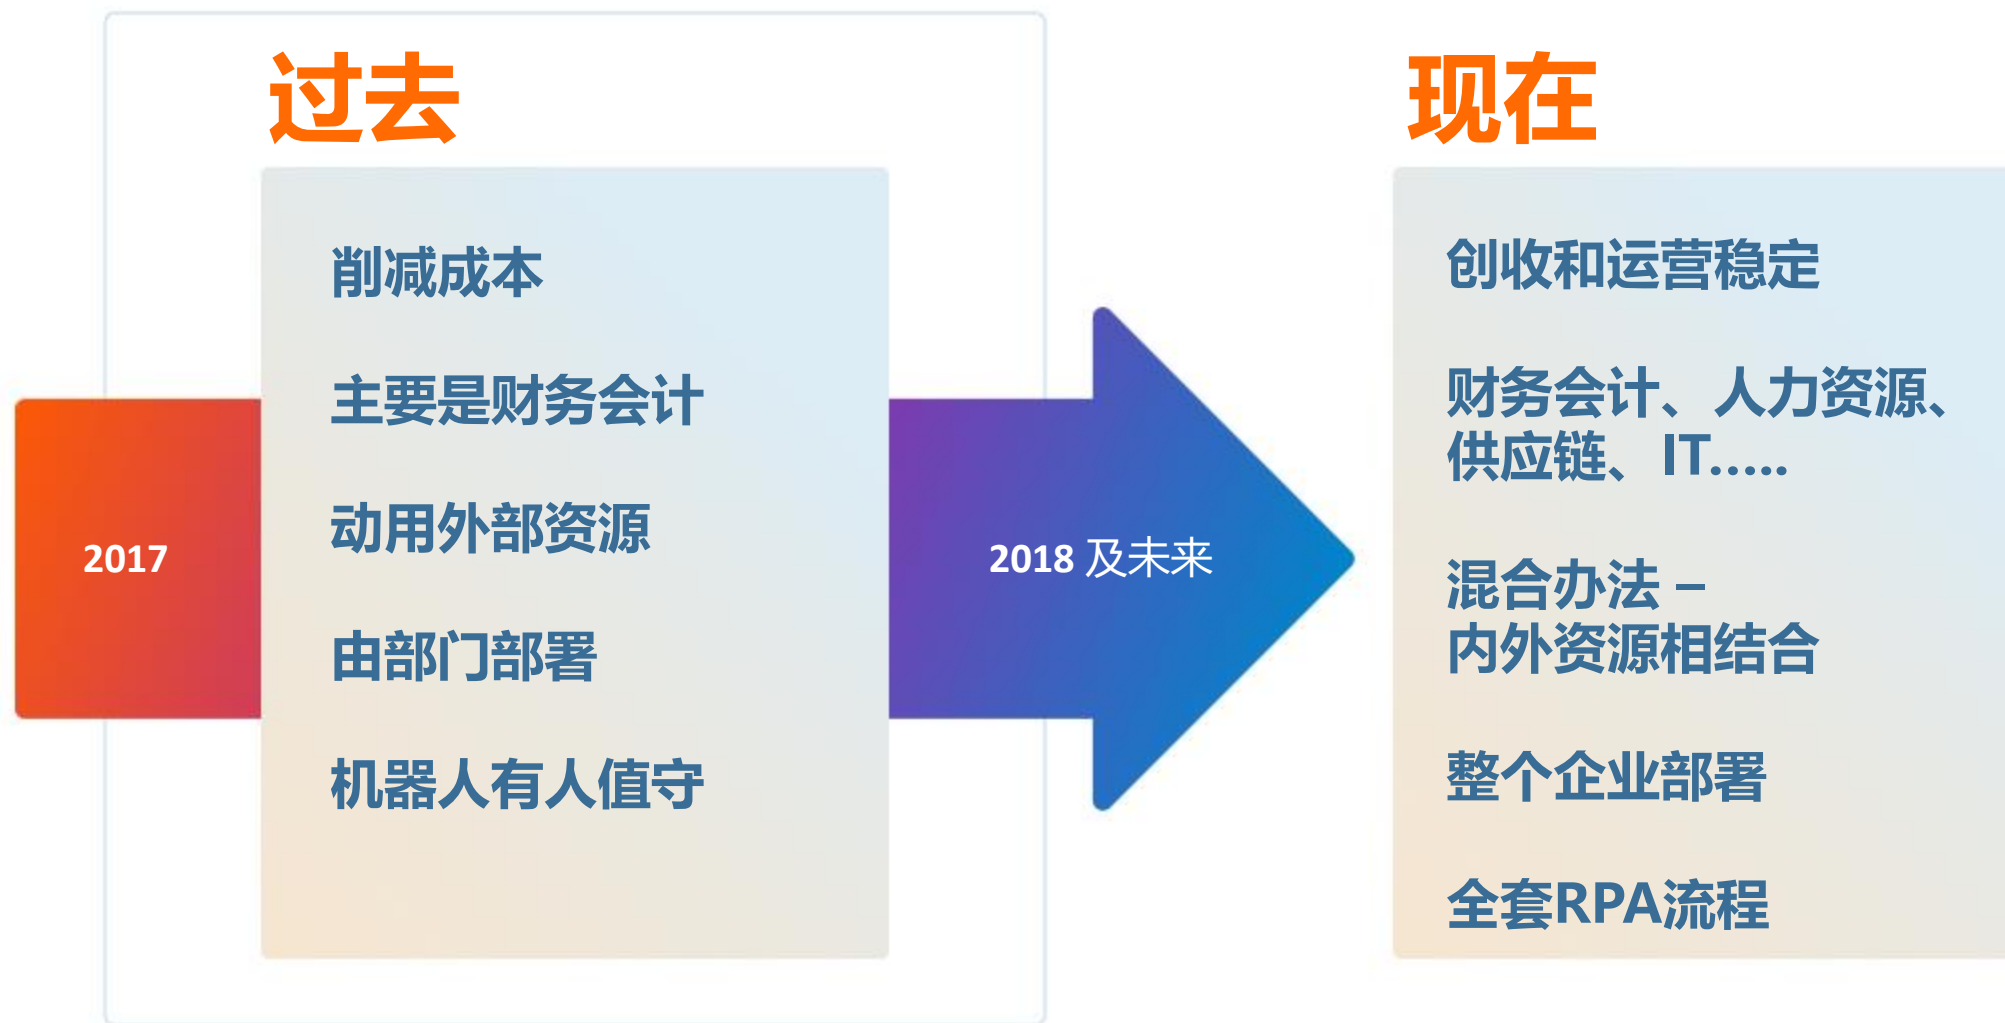 过去
削减成本
主要是财务会计
动用外部资源
由部门部署
机器人有人值守
2017
2018 及未来
现在
创收和运营稳定
财务会计、人力资源、
供应链、IT.....
混合办法 –
内外资源相结合
整个企业部署
全套RPA流程